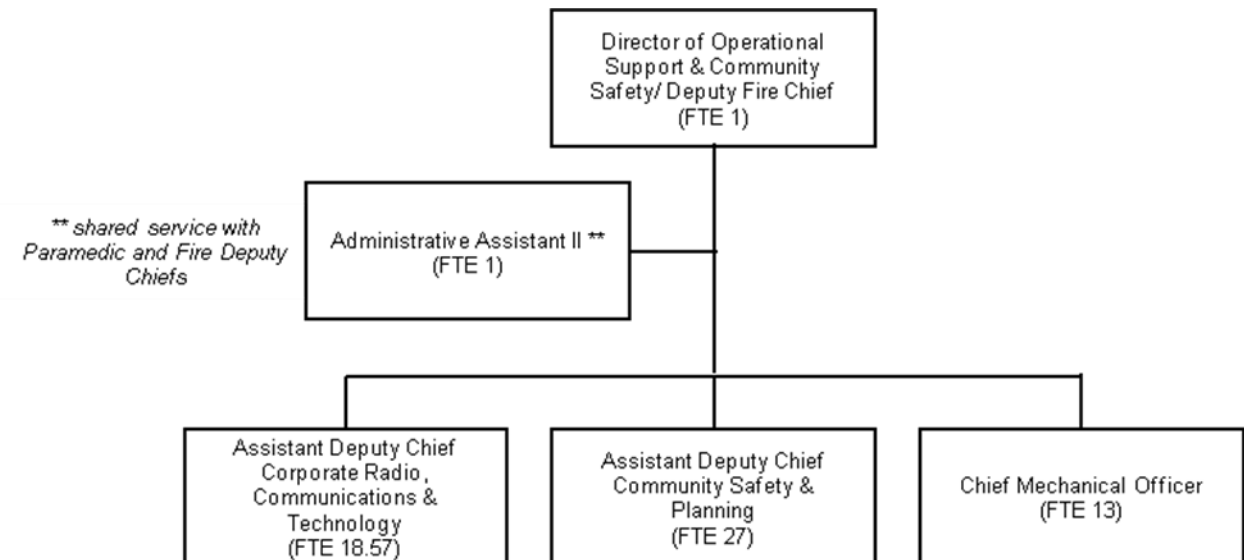 Director of Operational
Support & Community
Safety/ Deputy Fire Chief
(FTE 1)
** shared service with
Paramedic and Fire Deputy
Chiefs
Administrative Assistant II **
(FTE 1)
Assistant Deputy Chief
Corporate Radio,
Communications &
Technology
(FTE 18.57)
Assistant Deputy Chief
Community Safety &
Planning
(FTE 27)
Chief Mechanical Officer
(FTE 13)